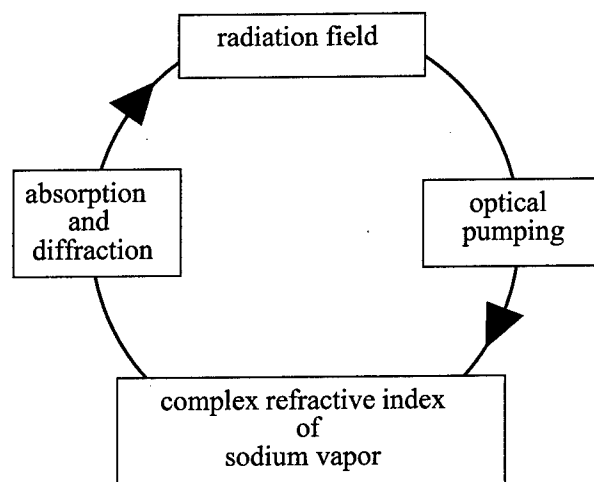 radiation field
optical
pumping
complex refractive index
of
sodium vapor
absorption
and
diffraction